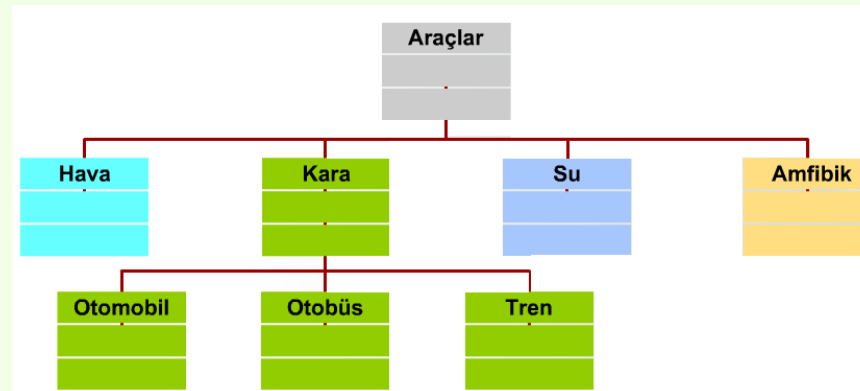 Araçlar
Hava
Kara
Su
Amfibik
Otomobil
Otobüs
Tren